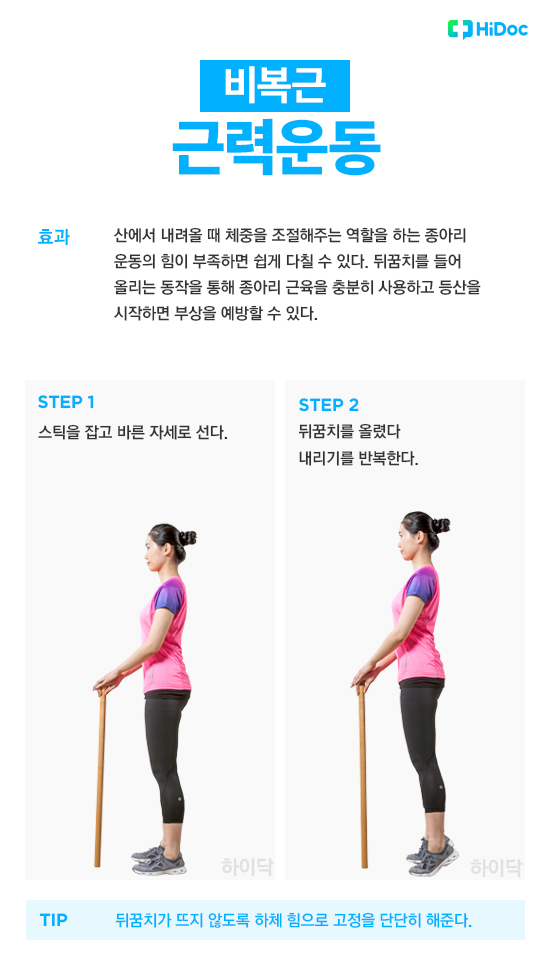 HiDoc
비복근
근력운동
효과
산에서 내려올 때 체중을 조절해주는 역할을 하는 종아리
운동의 힘이 부족하면 쉽게 다칠 수 있다. 뒤꿈치를 들어
올리는 동작을 통해 종아리 근육을 충분히 사용하고 등산을
시작하면 부상을 예방할 수 있다.
STEP 1
스틱을 잡고 바른 자세로 선다.
하이닥
STEP 2
뒤꿈치를 올렸다
내리기를 반복한다.
하이닥
TIP
뒤꿈치가 뜨지 않도록 하체 힘으로 고정을 단단히 해준다.